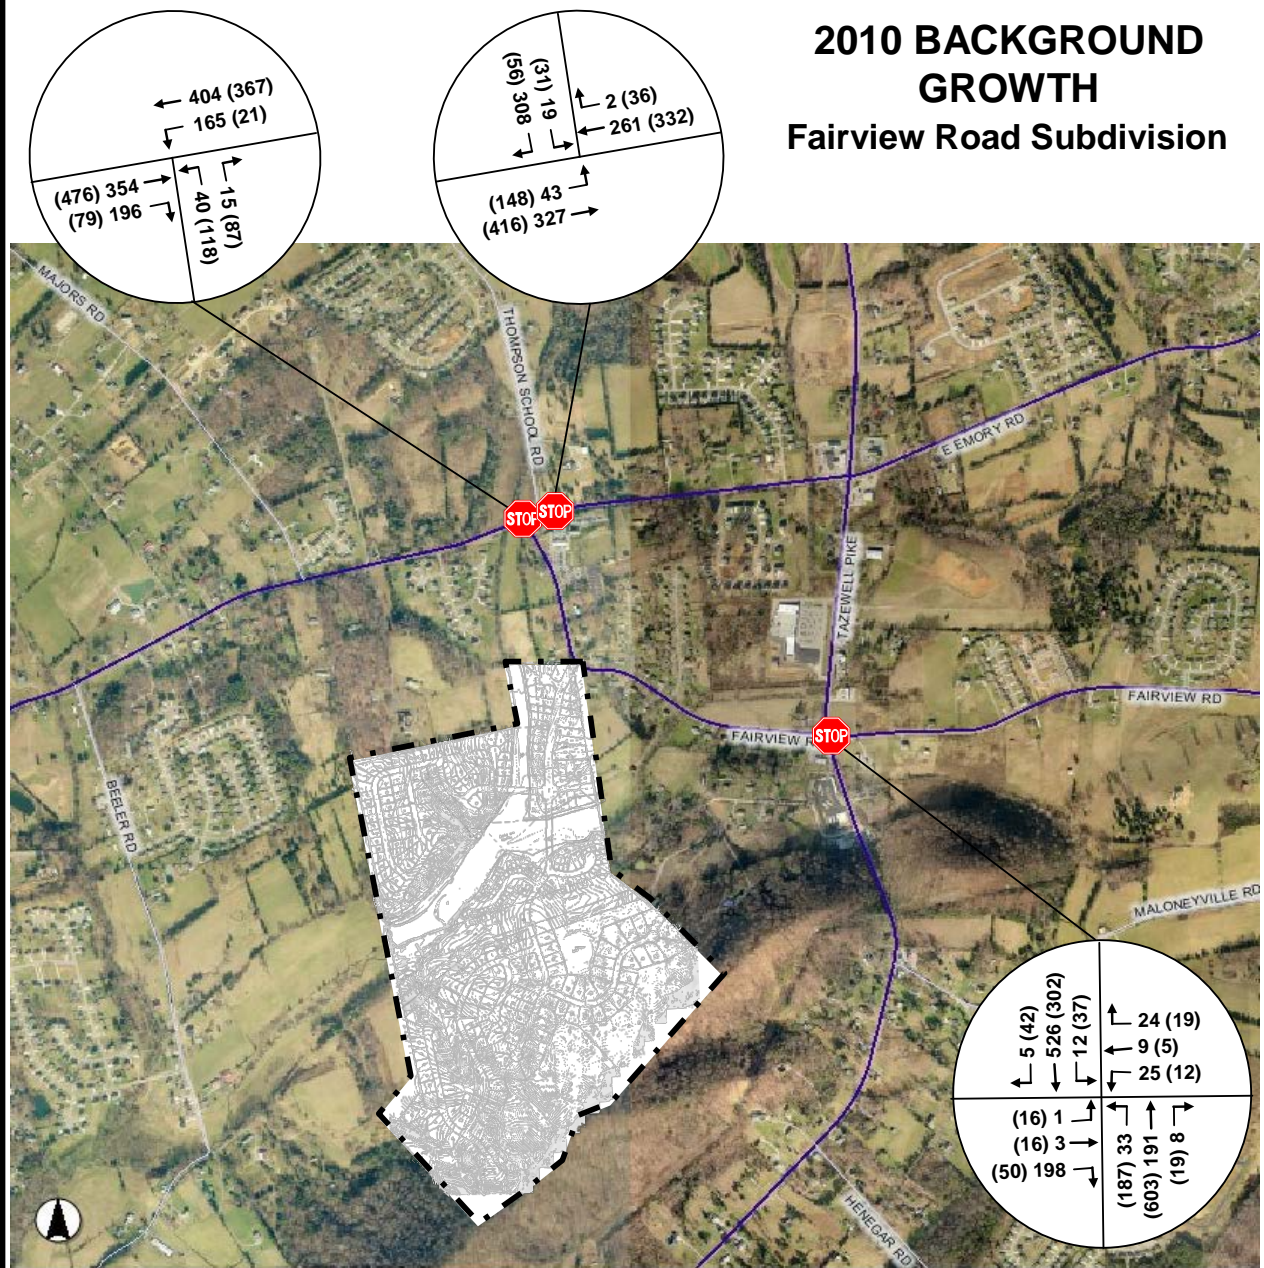 2010 BACKGROUND
GROWTH
Fairview Road Subdivision
404 (367)
165 (21)
(476) 354
(79) 196
40 (118)
15 (87)
(56) 308
(31) 19
2 (36)
261 (332)
(148) 43
(416) 327
MAJORS RD
THOMPSON SCHOOL RD
E EMORY RD
STOP
STOP
TAZEWELL PIKE
FAIRVIEW RD
FAIRVIEW R
STOP
BEELER RD
MALONEYVILLE RD
5 (42)
526 (302)
12 (37)
24 (19)
9 (5)
25 (12)
(16) 1
(16) 3
(50) 198
(187) 33
(603) 191
(19) 8
HENEGAR RD